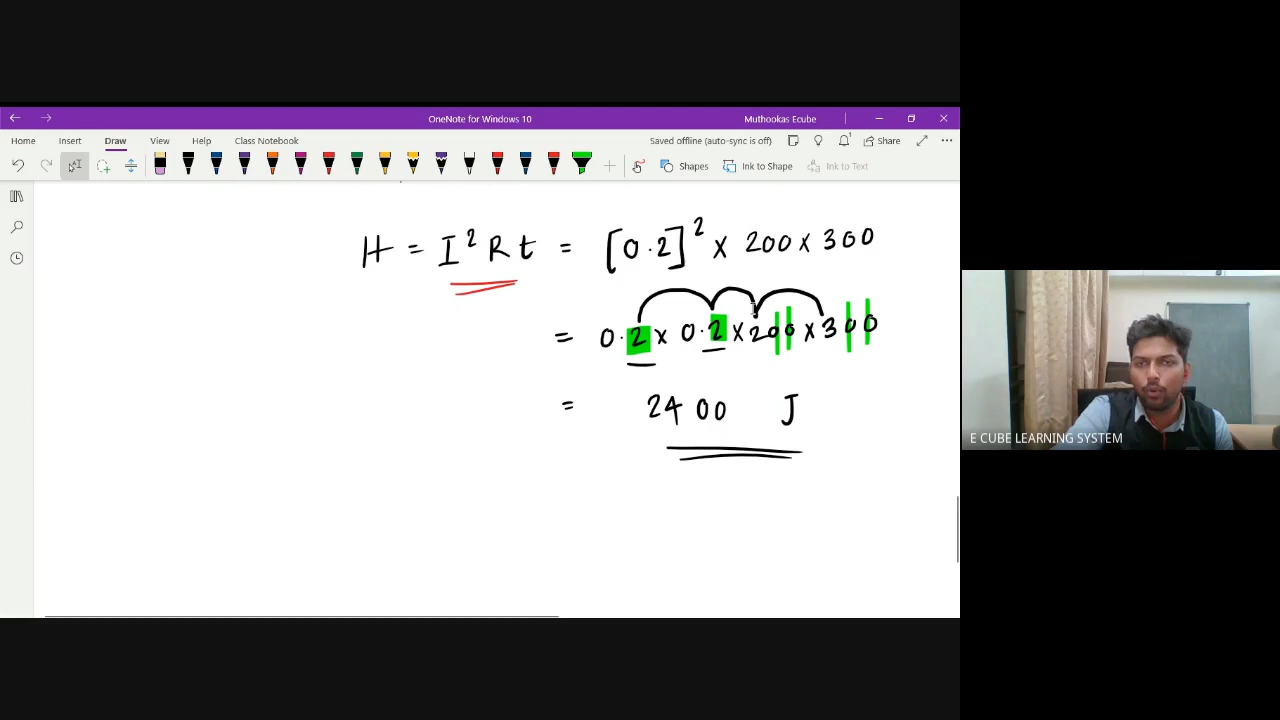 OneNote for Windows 10
Muthookas Ecube
Home Insert Draw View Help Class Notebook
Saved offline (auto-sync is off)
Share
Shapes
Ink to Shape
Ink to Text
H = I² R t = [0.2]² x 200 x 300
= 0.2 x 0.2 x 200 x 300
= 2400 J
E CUBE LEARNING SYSTEM